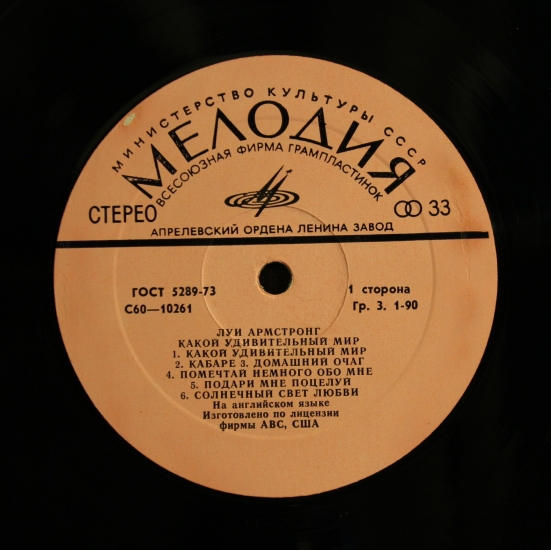 МИНИСТЕРСТВО КУЛЬТУРЫ СССР
МЕЛОДИЯ
ВСЕСОЮЗНАЯ ФИРМА ГРАМПЛАСТИНОК
СТЕРЕО 33
АПРЕЛЕВСКИЙ ОРДЕНА ЛЕНИНА ЗАВОД
ГОСТ 5289-73 1 сторона
С60—10261 Гр. 3. 1-90
ЛУИ АРМСТРОНГ
КАКОЙ УДИВИТЕЛЬНЫЙ МИР
1. КАКОЙ УДИВИТЕЛЬНЫЙ МИР
2. КАБАРЕ 3. ДОМАШНИЙ ОЧАГ
4. ПОМЕЧТАЙ НЕМНОГО ОБО МНЕ
5. ПОДАРИ МНЕ ПОЦЕЛУЙ
6. СОЛНЕЧНЫЙ СВЕТ ЛЮБВИ
На английском языке
Изготовлено по лицензии
фирмы ABC, США